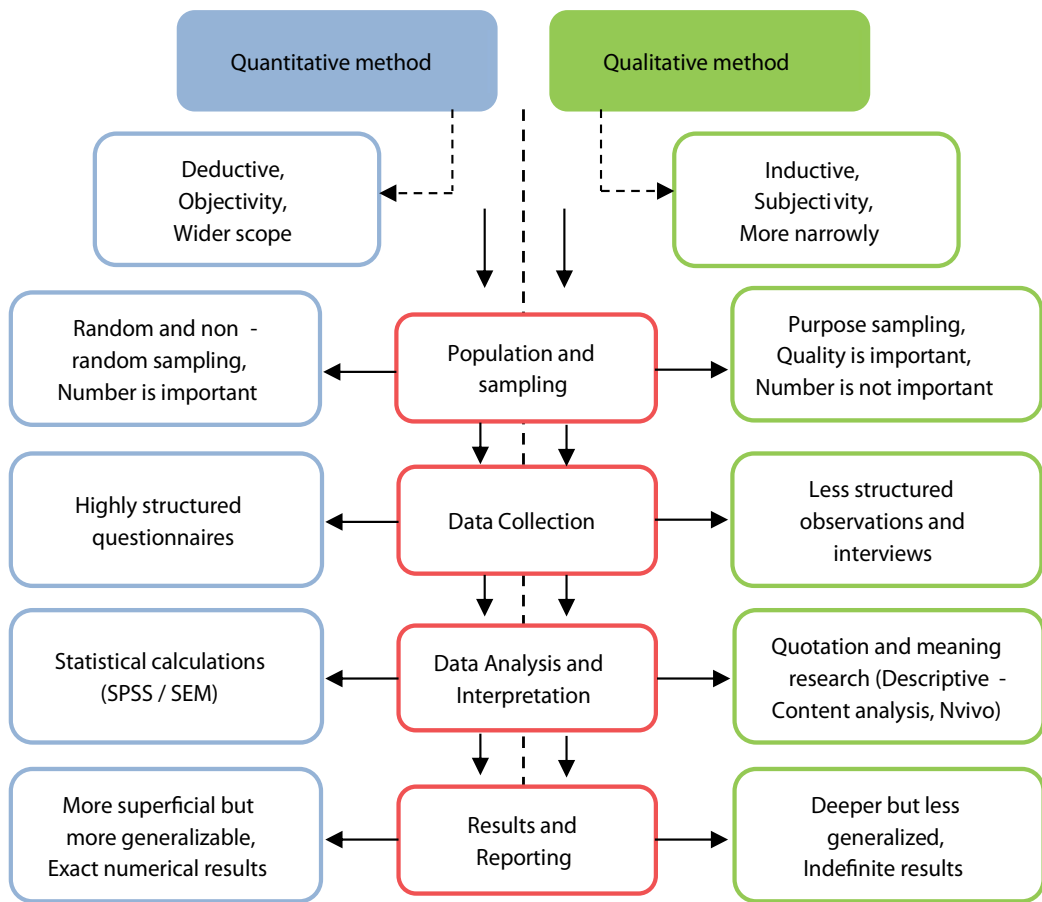 Quantitative method
Qualitative method
Deductive,
Objectivity,
Wider scope
Inductive,
Subjectivity,
More narrowly
Random and non -
random sampling,
Number is important
Population and
sampling
Purpose sampling,
Quality is important,
Number is not important
Highly structured
questionnaires
Data Collection
Less structured
observations and
interviews
Statistical calculations
(SPSS / SEM)
Data Analysis and
Interpretation
Quotation and meaning
research (Descriptive -
Content analysis, Nvivo)
More superficial but
more generalizable,
Exact numerical results
Results and
Reporting
Deeper but less
generalized,
Indefinite results